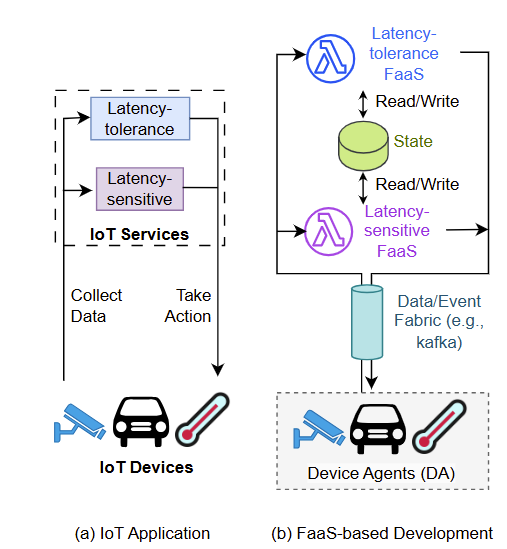 Latency-
tolerance
Latency-
sensitive
IoT Services
Collect
Data
Take
Action
IoT Devices
(a) IoT Application
Latency-
tolerance
FaaS
Read/Write
State
Read/Write
Latency-
sensitive
FaaS
Data/Event
Fabric (e.g.,
kafka)
Device Agents (DA)
(b) FaaS-based Development